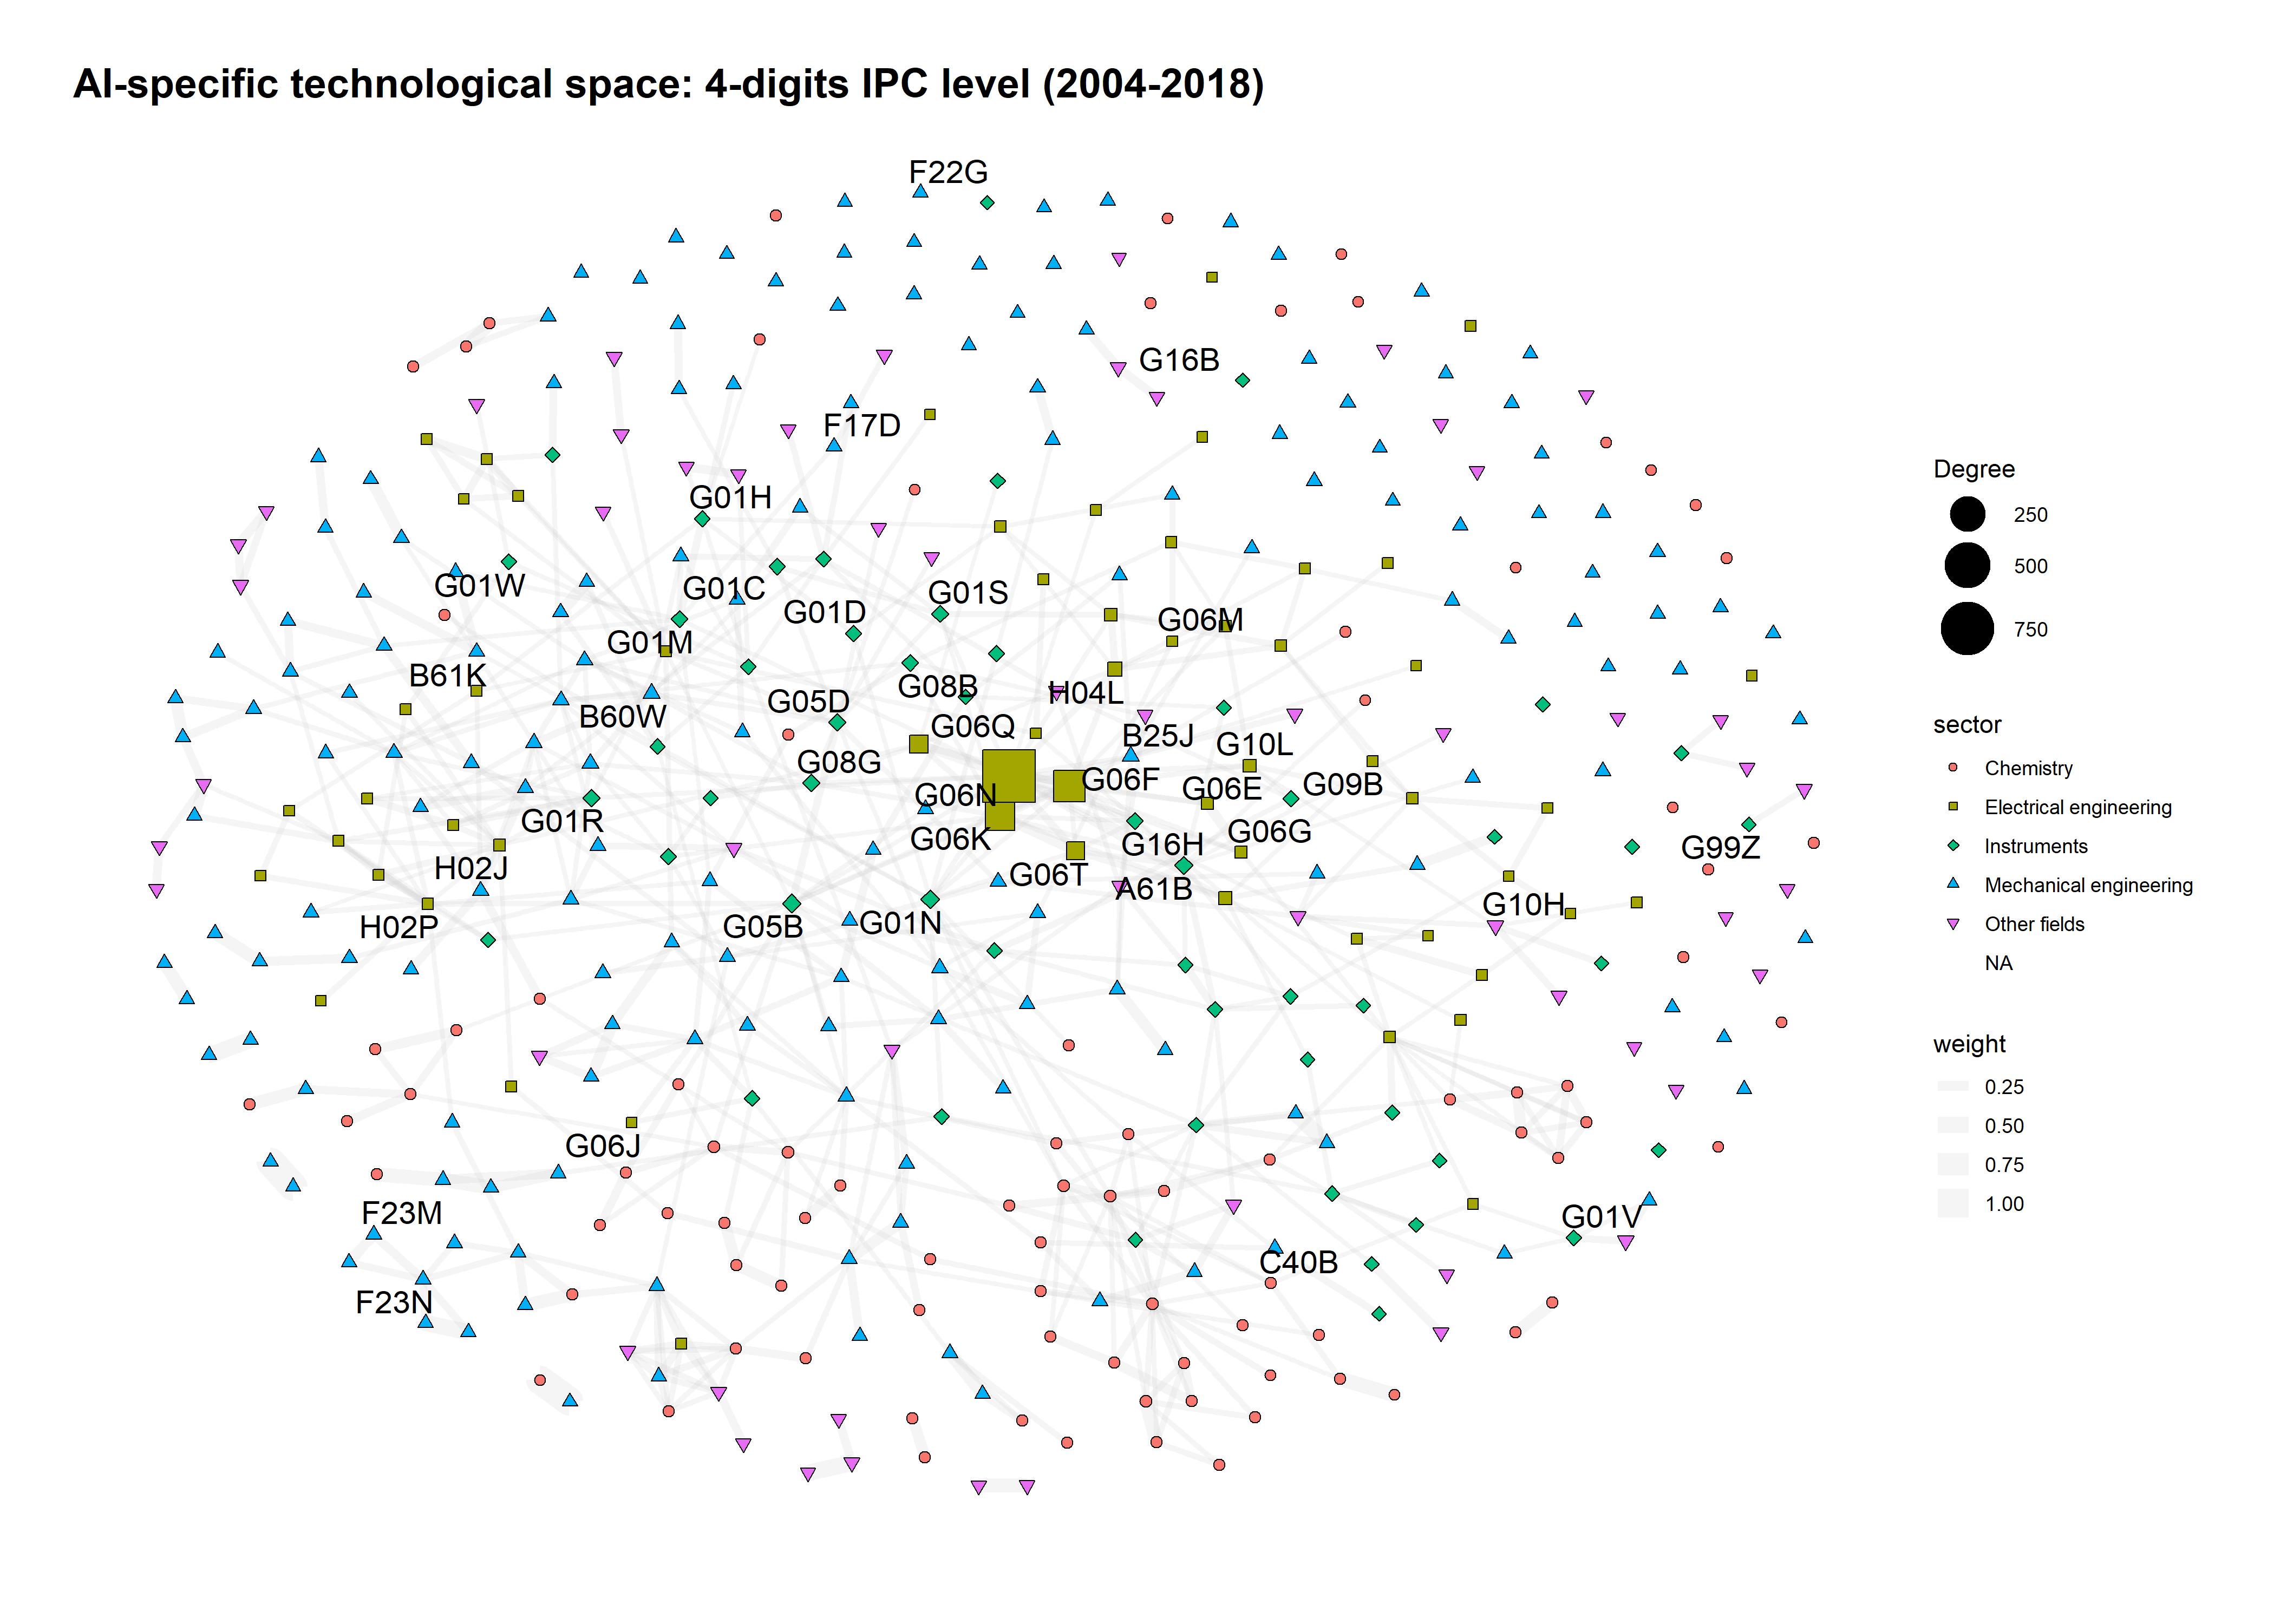 AI-specific technological space: 4-digits IPC level (2004-2018)
F22G
G16B
F17D
G01H
G01W
G01C
G01D
G01S
G06M
G01M
B61K
G08B
H04L
G05D
B60W
G06Q
B25J
G10L
G08G
G06F
G06E
G09B
G06N
G01R
G06K
G16H
G06G
G99Z
H02J
G06T
A61B
G10H
H02P
G05B
G01N
G06J
F23M
G01V
C40B
F23N
Degree
250
500
750
sector
Chemistry
Electrical engineering
Instruments
Mechanical engineering
Other fields
NA
weight
0.25
0.50
0.75
1.00